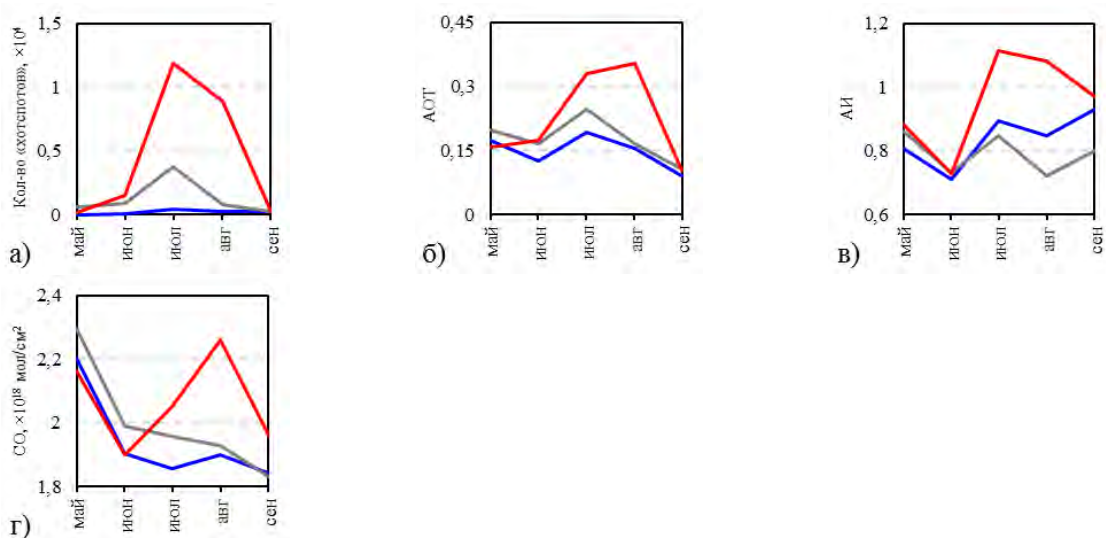 Кол-во «хотспотов», ×10⁴
1,5
1
0,5
0
май
июн
июл
авг
сен
а)
АОТ
0,45
0,3
0,15
0
май
июн
июл
авг
сен
б)
АИ
1,2
1
0,8
0,6
май
июн
июл
авг
сен
в)
CO, ×10¹⁸ мол/см²
2,4
2,2
2
1,8
май
июн
июл
авг
сен
г)